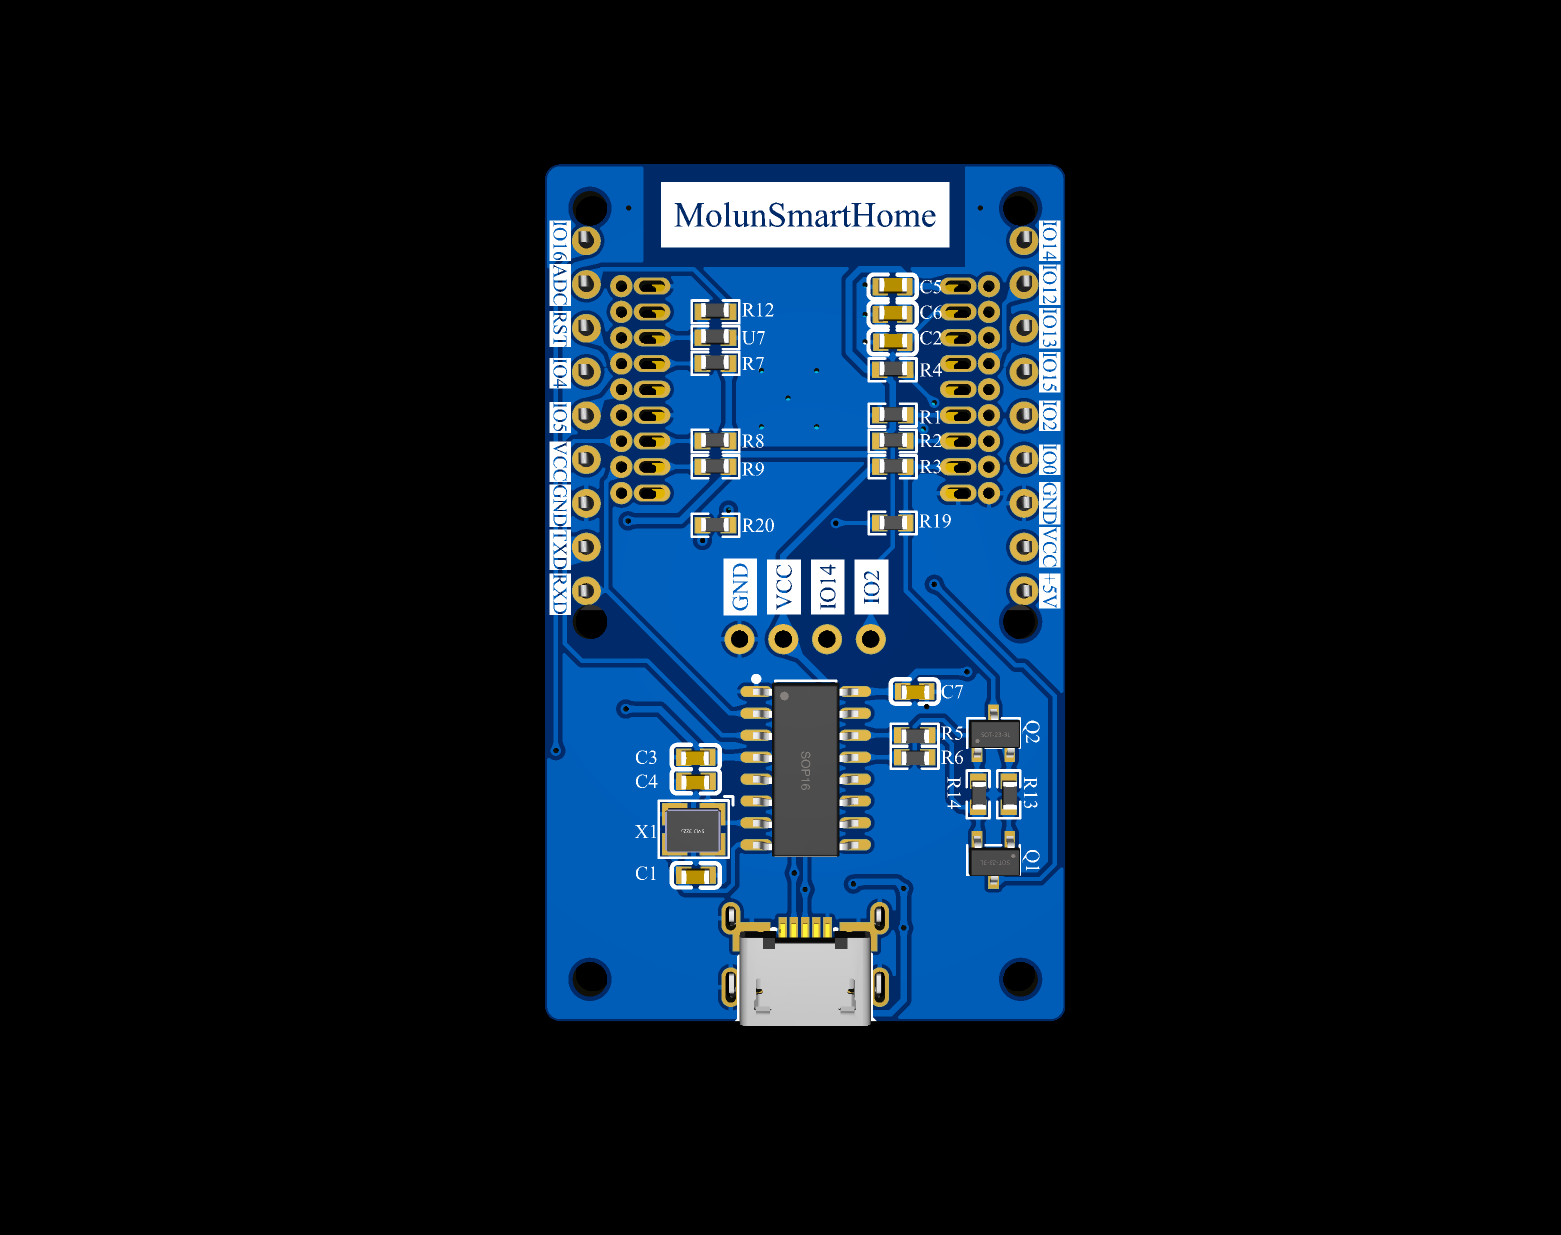 MolunSmartHome
IO16
ADC
RST
IO4
IO5
VCC
GND
TXD
RXD
R12
U7
R7
R8
R9
R20
C5
C6
C2
R4
R1
R2
R3
R19
IO14
IO12
IO13
IO15
IO2
IO0
GND
VCC
+5V
GND
VCC
IO14
IO2
C7
R5
R6
Q2
R14
R13
Q1
C3
C4
X1
C1
SOP16